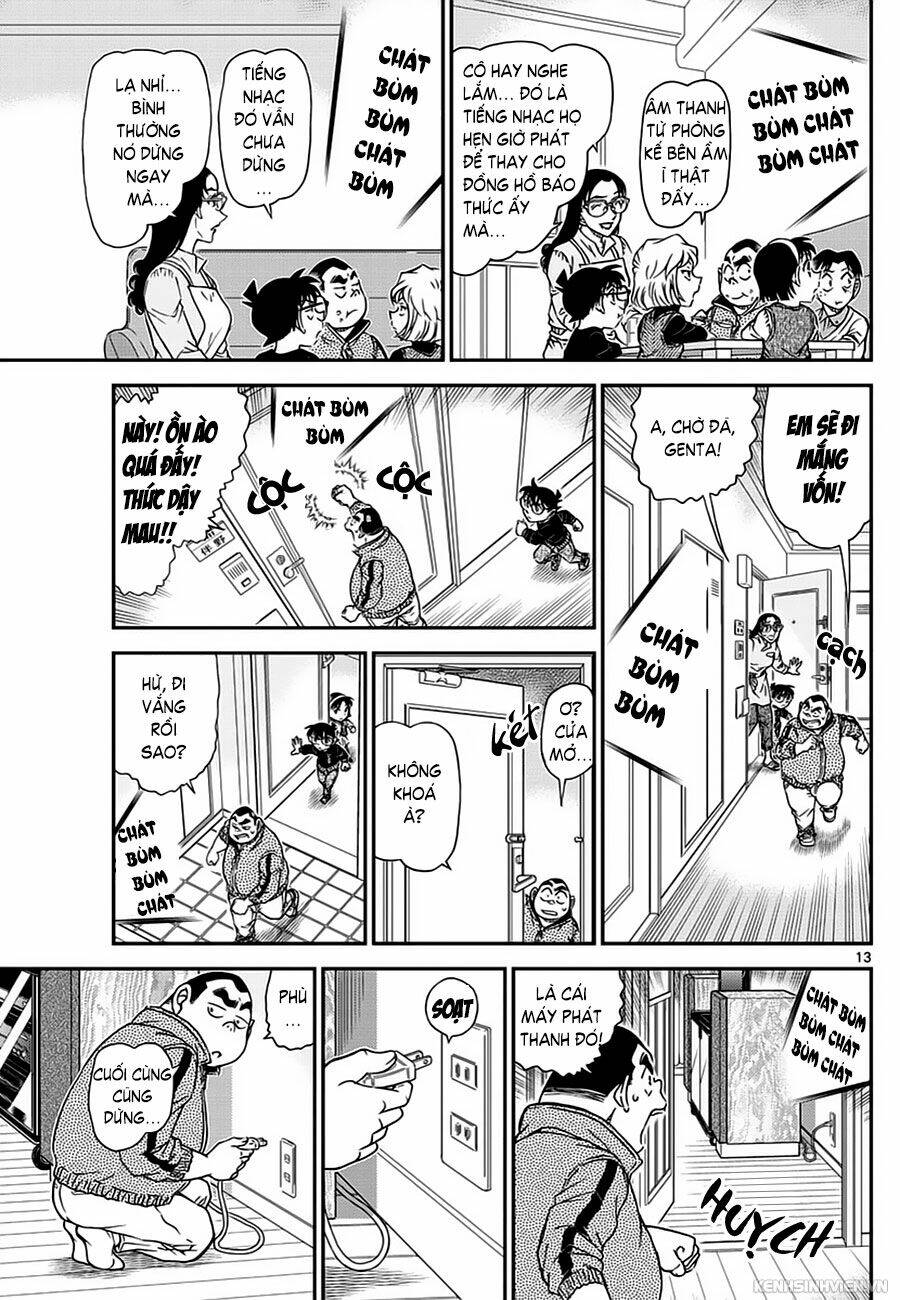 CHÁT BÙM
BÙM CHÁT
BÙM CHÁT
ÂM THANH
TỪ PHÒNG
KẾ BÊN ẦM
Ĩ THẬT
ĐẤY...
CÔ HAY NGHE
LẮM... ĐÓ LÀ
TIẾNG NHẠC HỌ
HẸN GIỜ PHÁT
ĐỂ THAY CHO
ĐỒNG HỒ BÁO
THỨC ẤY
MÀ...
CHÁT
BÙM
BÙM
CHÁT
BÙM
TIẾNG
NHẠC
ĐÓ VẪN
CHƯA
DỪNG
...
LẠ NHỈ...
BÌNH
THƯỜNG
NÓ DỪNG
NGAY
MÀ...
EM SẼ ĐI
MẮNG
VỐN!
A, CHỜ ĐÃ,
GENTA!
CẠCH
CHÁT
BÙM
BÙM
CHÁT BÙM
BÙM
CỘC
CỘC
NÀY! ỒN ÀO
QUÁ ĐẤY!
THỨC DẬY
MAU!!
伴野
Ơ?
CỬA
MỞ...
KÉT
KHÔNG
KHOÁ
À?
HỬ, ĐI
VẮNG
RỒI
SAO?
CHÁT
BÙM
BÙM
CHÁT
13
CHÁT BÙM
BÙM CHÁT
BÙM CHÁT
LÀ CÁI
MÁY PHÁT
THANH ĐÓ!
HUỴCH
SOẠT
PHÙ
...
CUỐI CÙNG
CŨNG
DỪNG...
KENHSINHVIEN.VN